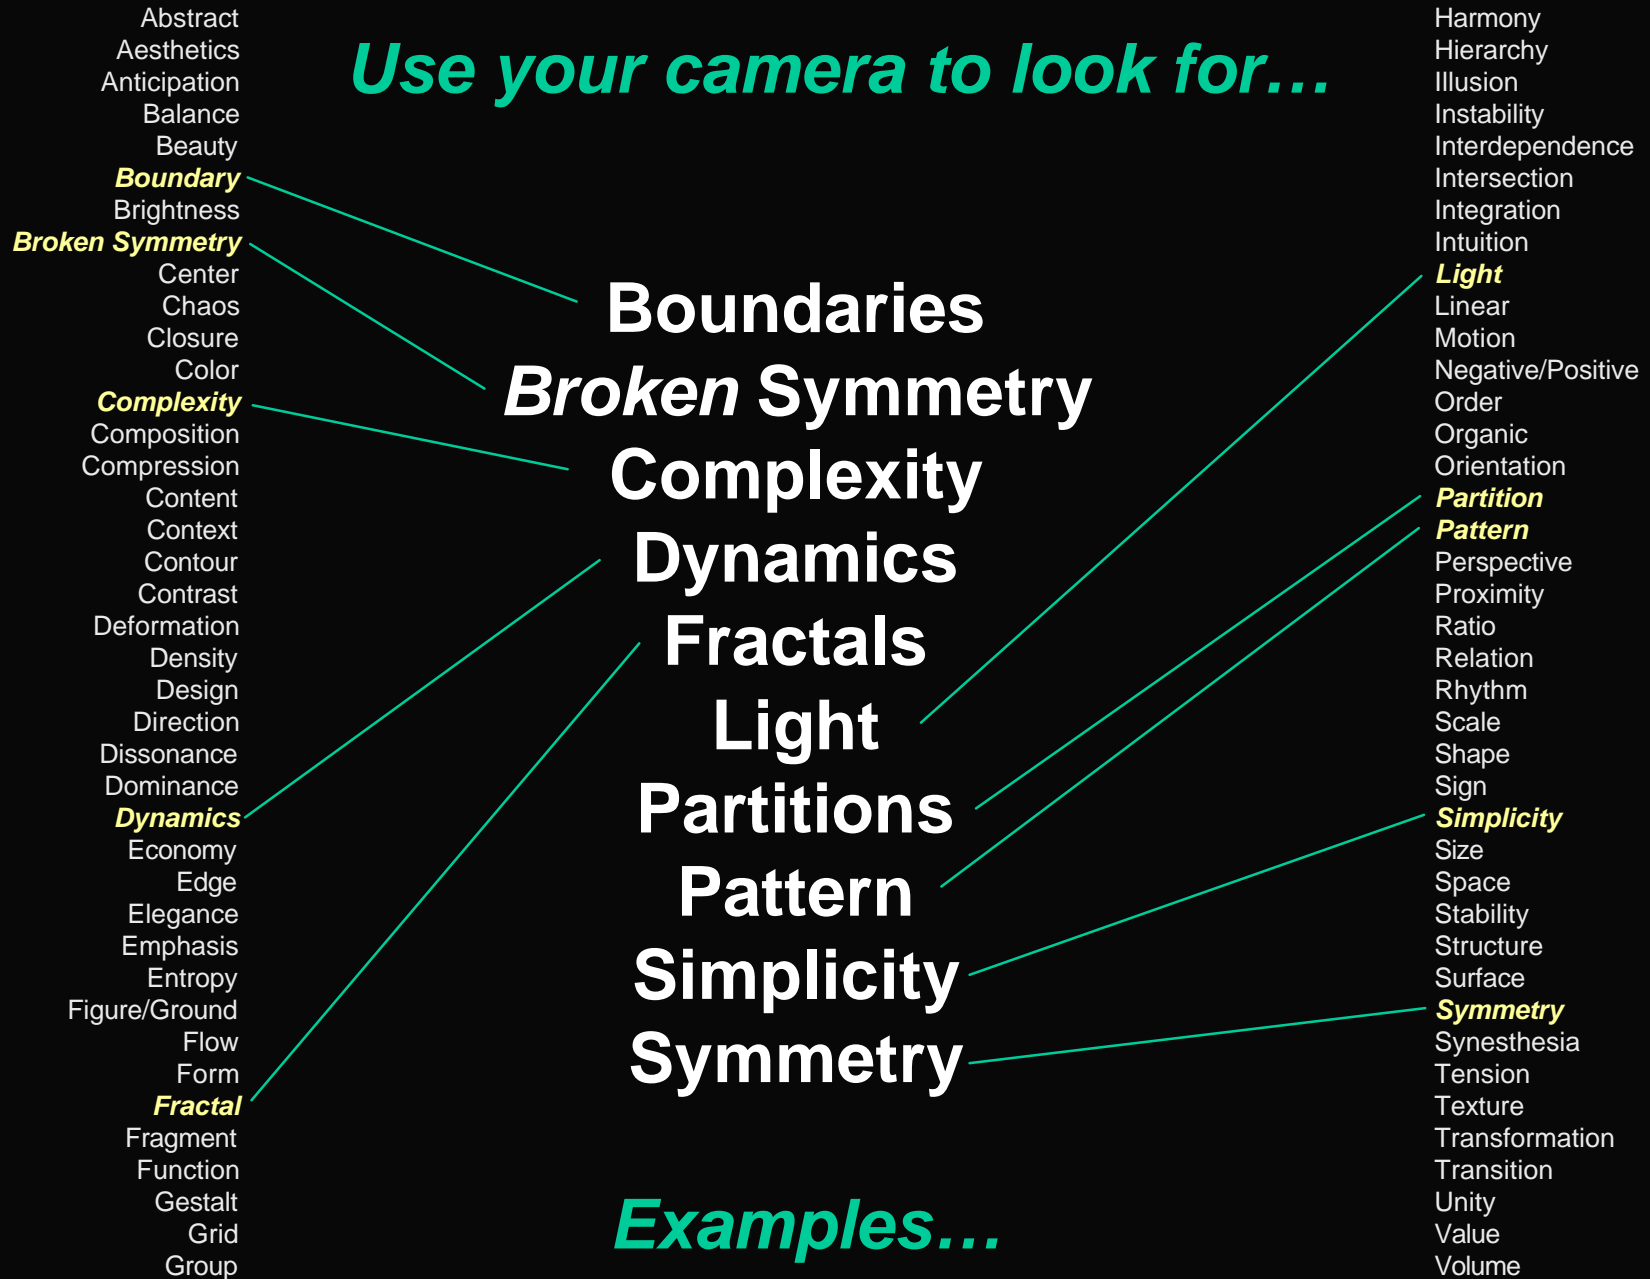 Use your camera to look for…
Abstract
Aesthetics
Anticipation
Balance
Beauty
Boundary
Brightness
Broken Symmetry
Center
Chaos
Closure
Color
Complexity
Composition
Compression
Content
Context
Contour
Contrast
Deformation
Density
Design
Direction
Dissonance
Dominance
Dynamics
Economy
Edge
Elegance
Emphasis
Entropy
Figure/Ground
Flow
Form
Fractal
Fragment
Function
Gestalt
Grid
Group
Boundaries
Broken Symmetry
Complexity
Dynamics
Fractals
Light
Partitions
Pattern
Simplicity
Symmetry
Examples…
Harmony
Hierarchy
Illusion
Instability
Interdependence
Intersection
Integration
Intuition
Light
Linear
Motion
Negative/Positive
Order
Organic
Orientation
Partition
Pattern
Perspective
Proximity
Ratio
Relation
Rhythm
Scale
Shape
Sign
Simplicity
Size
Space
Stability
Structure
Surface
Symmetry
Synesthesia
Tension
Texture
Transformation
Transition
Unity
Value
Volume